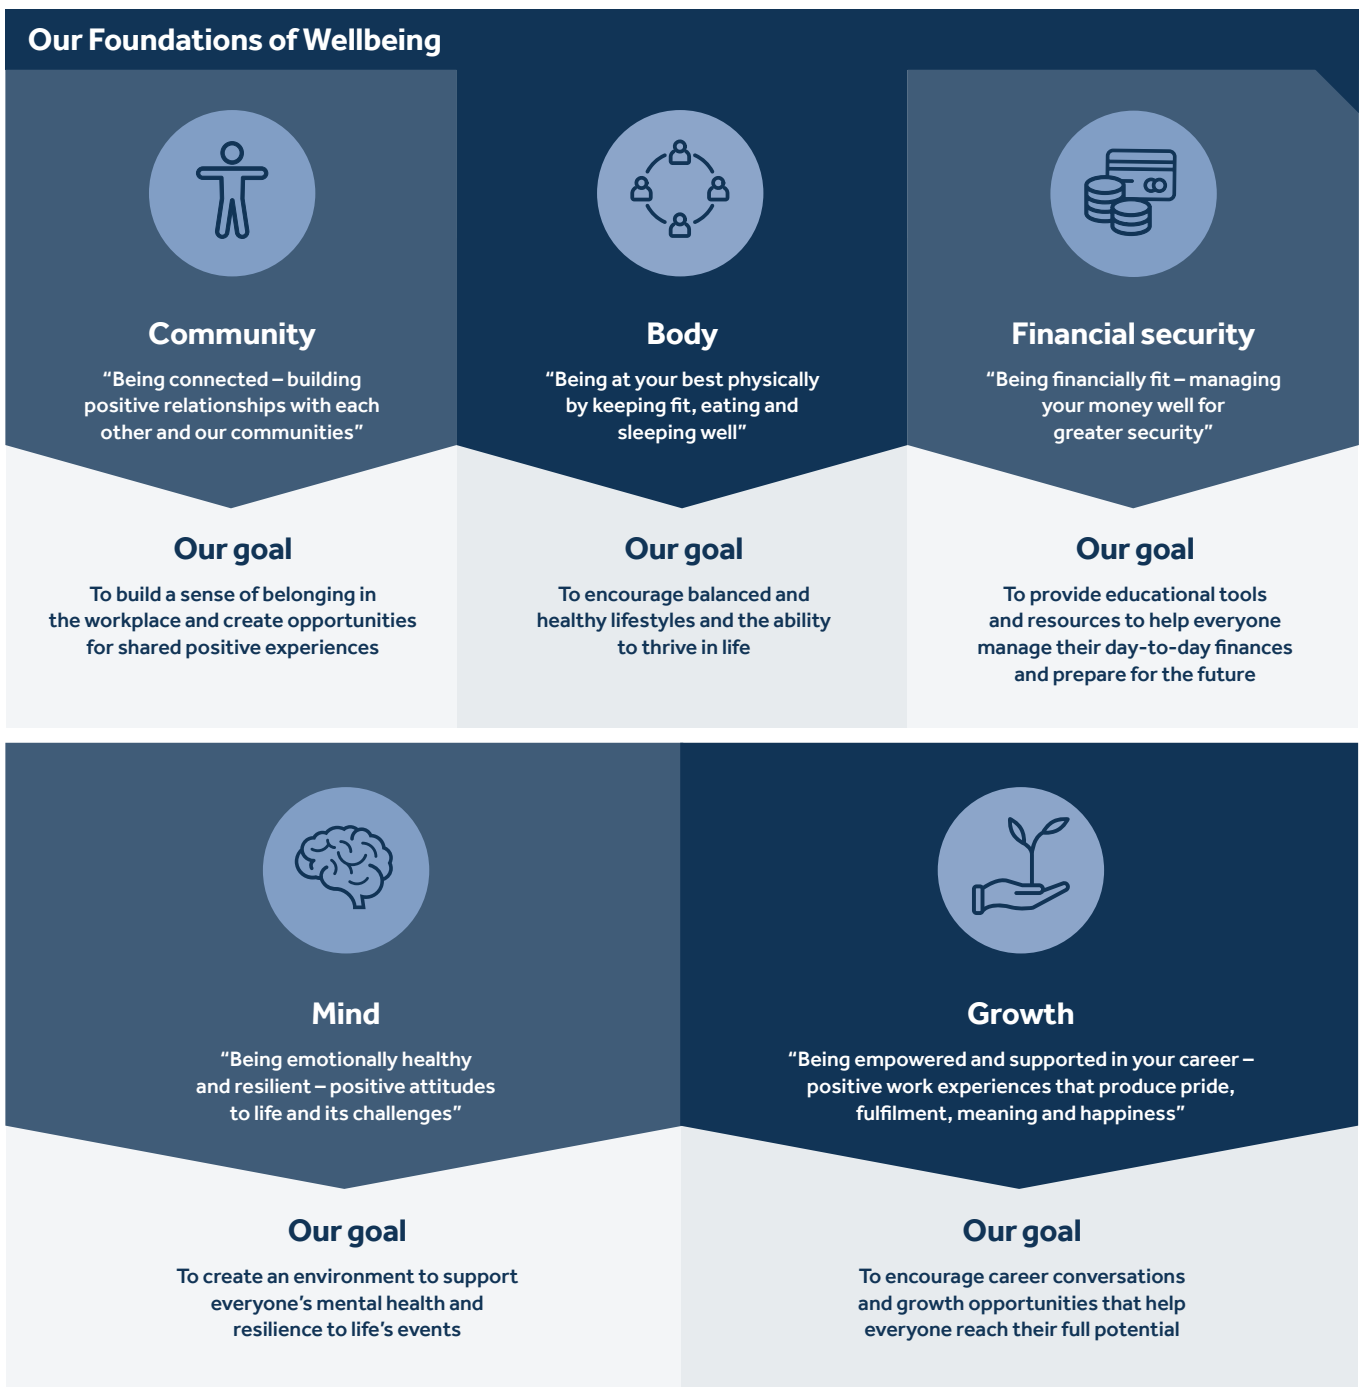 Our Foundations of Wellbeing
Community
“Being connected – building
positive relationships with each
other and our communities”
Our goal
To build a sense of belonging in
the workplace and create opportunities
for shared positive experiences
Body
“Being at your best physically
by keeping fit, eating and
sleeping well”
Our goal
To encourage balanced and
healthy lifestyles and the ability
to thrive in life
Financial security
“Being financially fit – managing
your money well for
greater security”
Our goal
To provide educational tools
and resources to help everyone
manage their day-to-day finances
and prepare for the future
Mind
“Being emotionally healthy
and resilient – positive attitudes
to life and its challenges”
Our goal
To create an environment to support
everyone’s mental health and
resilience to life’s events
Growth
“Being empowered and supported in your career –
positive work experiences that produce pride,
fulfilment, meaning and happiness”
Our goal
To encourage career conversations
and growth opportunities that help
everyone reach their full potential